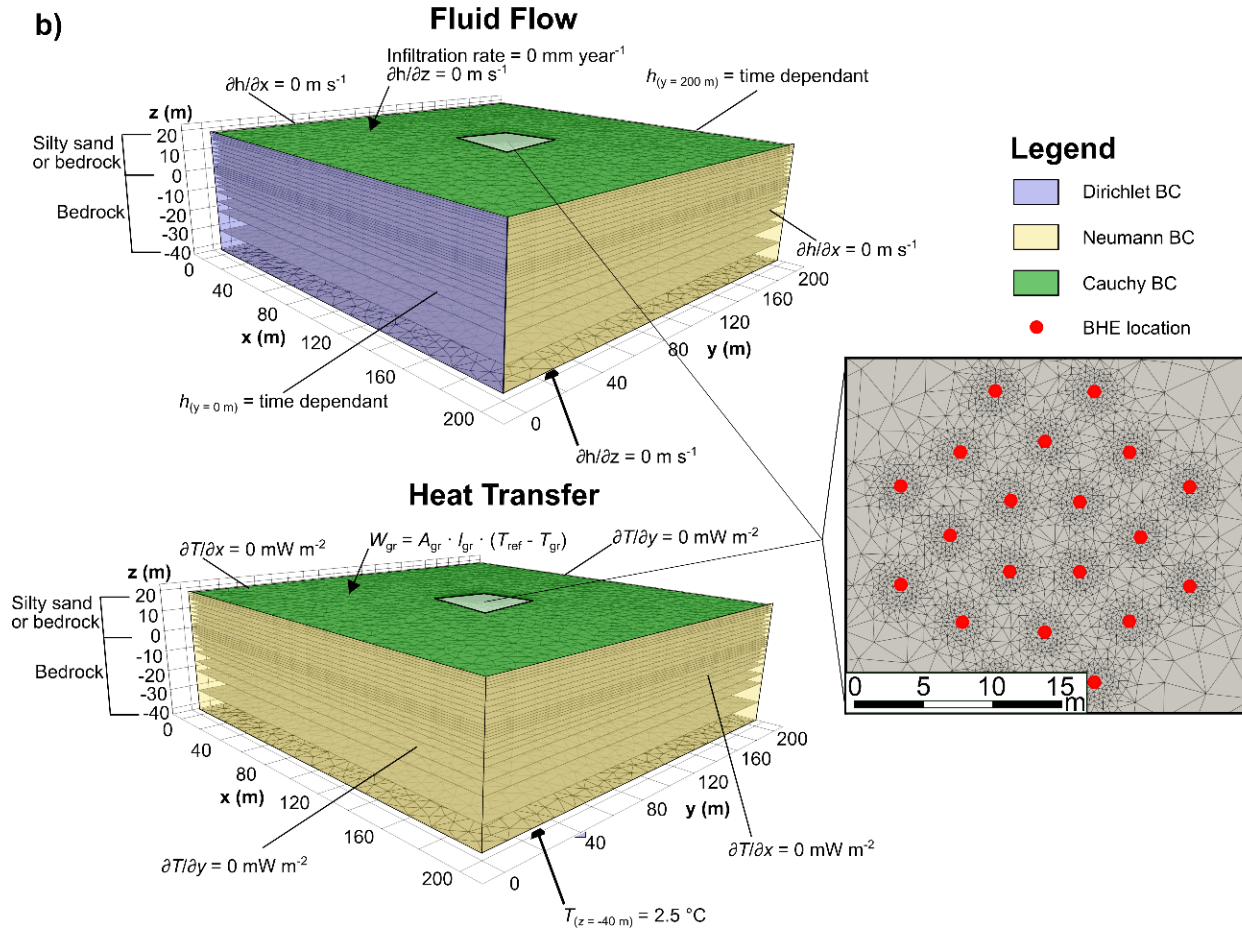 b)
Fluid Flow
Infiltration rate = 0 mm year⁻¹
∂h/∂x = 0 m s⁻¹
∂h/∂z = 0 m s⁻¹
h(y = 200 m) = time dependant
z (m)
20
10
0
-10
-20
-30
-40
Silty sand
or bedrock
Bedrock
0
40
80
120
160
200
x (m)
0
40
80
120
160
200
y (m)
∂h/∂x = 0 m s⁻¹
h(y = 0 m) = time dependant
∂h/∂z = 0 m s⁻¹
Legend
Dirichlet BC
Neumann BC
Cauchy BC
BHE location
0 5 10 15
m
Heat Transfer
∂T/∂x = 0 mW m⁻²
W_gr = A_gr · I_gr · (T_ref - T_gr)
∂T/∂y = 0 mW m⁻²
z (m)
20
10
0
-10
-20
-30
-40
Silty sand
or bedrock
Bedrock
0
40
80
120
160
200
x (m)
0
40
80
120
160
200
y (m)
∂T/∂y = 0 mW m⁻²
∂T/∂x = 0 mW m⁻²
T(z = -40 m) = 2.5 °C